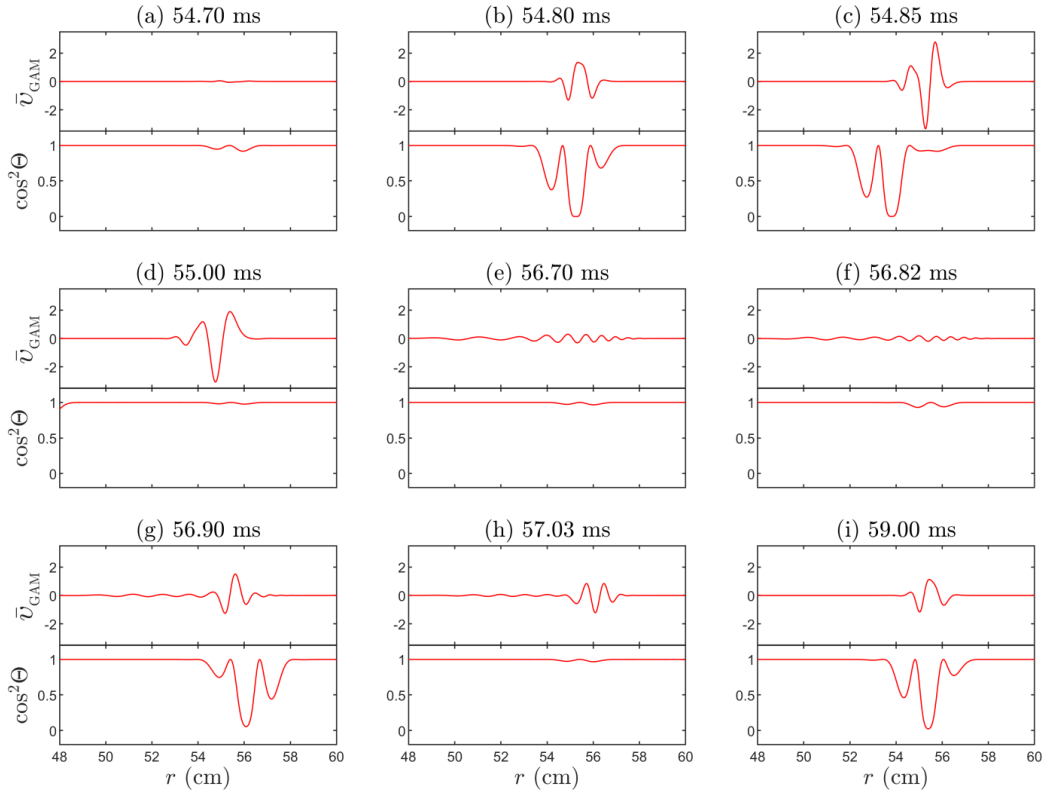 (a) 54.70 ms (b) 54.80 ms (c) 54.85 ms
2 2 2
v̄GAM 0 0 0
-2 -2 -2
1 1 1
cos²Θ 0.5 0.5 0.5
0 0 0
(d) 55.00 ms (e) 56.70 ms (f) 56.82 ms
2 2 2
v̄GAM 0 0 0
-2 -2 -2
1 1 1
cos²Θ 0.5 0.5 0.5
0 0 0
(g) 56.90 ms (h) 57.03 ms (i) 59.00 ms
2 2 2
v̄GAM 0 0 0
-2 -2 -2
1 1 1
cos²Θ 0.5 0.5 0.5
0 0 0
48 50 52 54 56 58 60 48 50 52 54 56 58 60 48 50 52 54 56 58 60
r (cm) r (cm) r (cm)